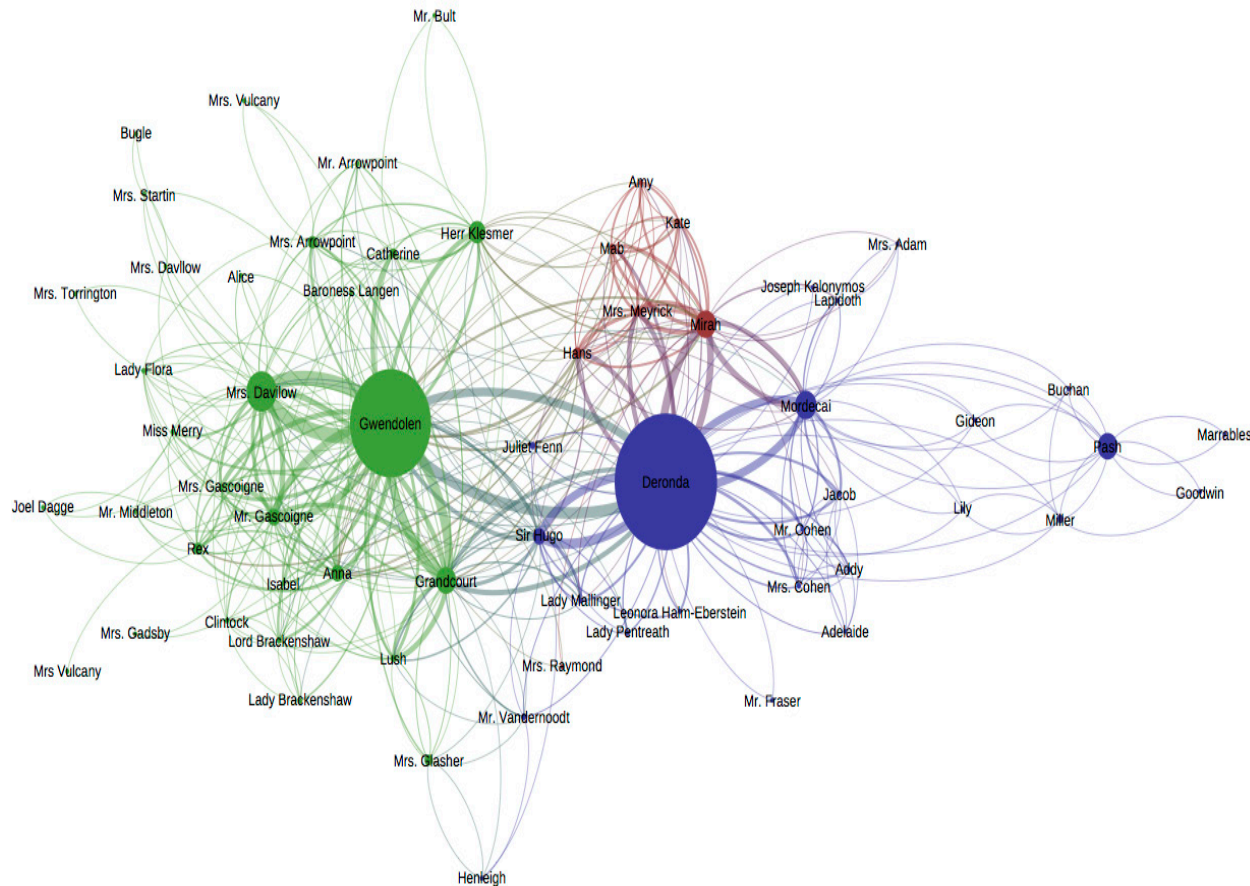 Mr. Bult
Mrs. Vulcany
Bugle
Mr. Arrowpoint
Amy
Mrs. Startin
Kate
Mrs. Arrowpoint
Catherine
Herr Klesmer
Mab
Mrs. Adam
Mrs. Davllow
Alice
Baroness Langen
Joseph Kalonymos
Lapidoth
Mrs. Torrington
Mrs. Meyrick
Mirah
Hans
Lady Flora
Mrs. Davilow
Gwendolen
Mordecai
Buchan
Gideon
Miss Merry
Juliet Fenn
Pash
Marrables
Deronda
Mrs. Gascoigne
Jacob
Goodwin
Joel Dagge
Mr. Middleton
Mr. Gascoigne
Lily
Miller
Rex
Sir Hugo
Mr. Cohen
Isabel
Anna
Grandcourt
Addy
Mrs. Cohen
Lady Mallinger
Leonora Halm-Eberstein
Clintock
Mrs. Gadsby
Lord Brackenshaw
Lady Pentreath
Adelaide
Lush
Mrs Vulcany
Mrs. Raymond
Lady Brackenshaw
Mr. Fraser
Mr. Vandernoodt
Mrs. Glasher
Henleigh